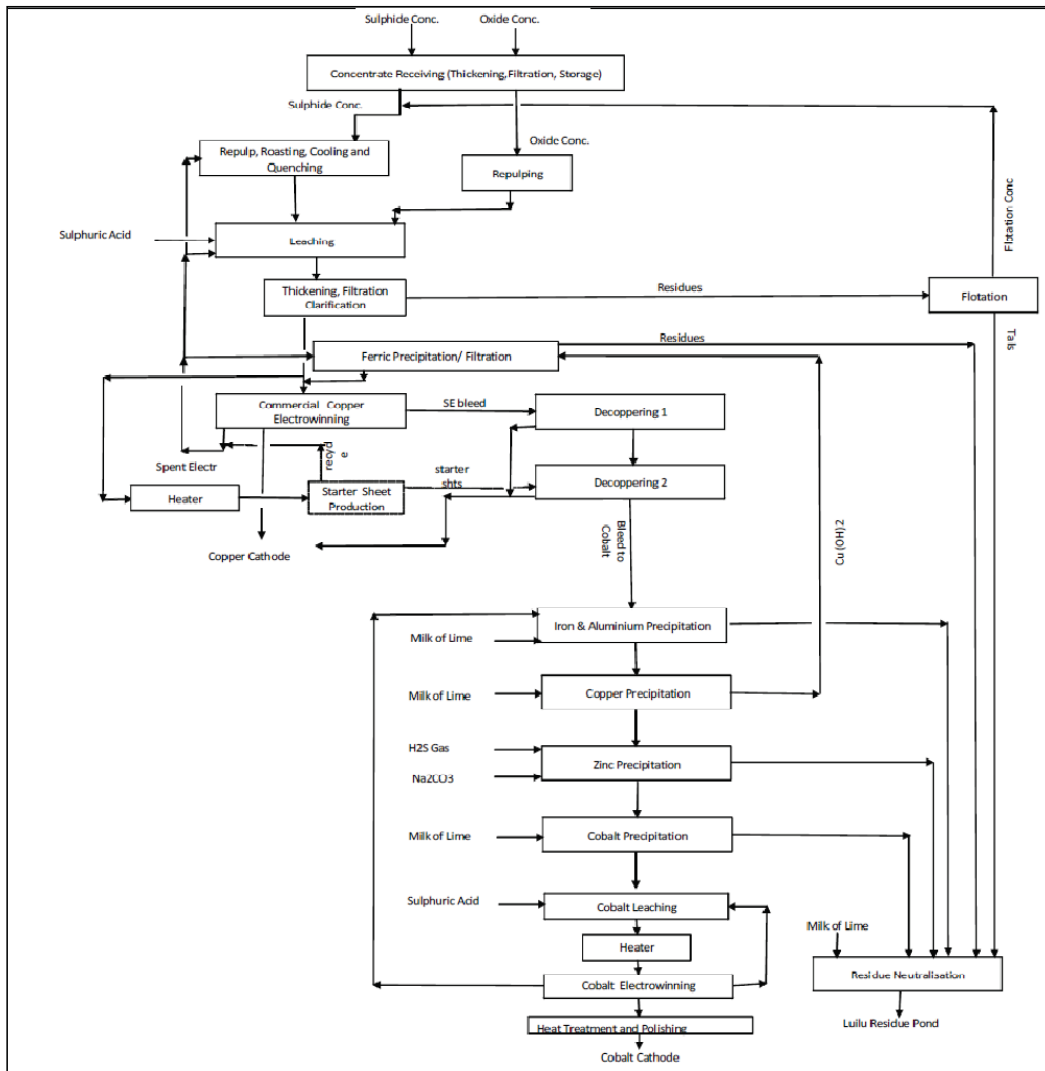 Sulphide Conc.
Oxide Conc.
Concentrate Receiving (Thickening, Filtration, Storage)
Sulphide Conc.
Repulp, Roasting, Cooling and
Quenching
Oxide Conc.
Repulping
Flotation Conc
Sulphuric Acid
Leaching
Thickening, Filtration
Clarification
Residues
Flotation
Tails
Ferric Precipitation/ Filtration
Residues
Commercial Copper
Electrowinning
SE bleed
Decoppering 1
recycl
e
Spent Electr
starter
shts
Heater
Starter Sheet
Production
Decoppering 2
Copper Cathode
Bleed to
Cobalt
Cu(OH)2
Iron & Aluminium Precipitation
Milk of Lime
Milk of Lime
Copper Precipitation
H2S Gas
Zinc Precipitation
Na2CO3
Milk of Lime
Cobalt Precipitation
Sulphuric Acid
Cobalt Leaching
Milk of Lime
Heater
Residue Neutralisation
Cobalt Electrowinning
Heat Treatment and Polishing
Luilu Residue Pond
Cobalt Cathode